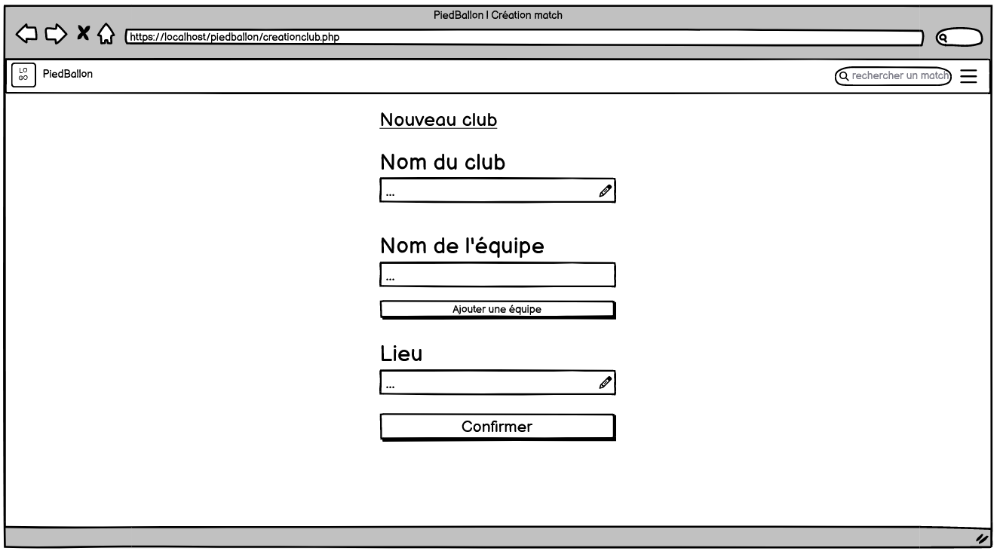 PiedBallon | Création match
https://localhost/piedballon/creationclub.php
LO
GO
PiedBallon
rechercher un match
Nouveau club
Nom du club
...
Nom de l'équipe
...
Ajouter une équipe
Lieu
...
Confirmer